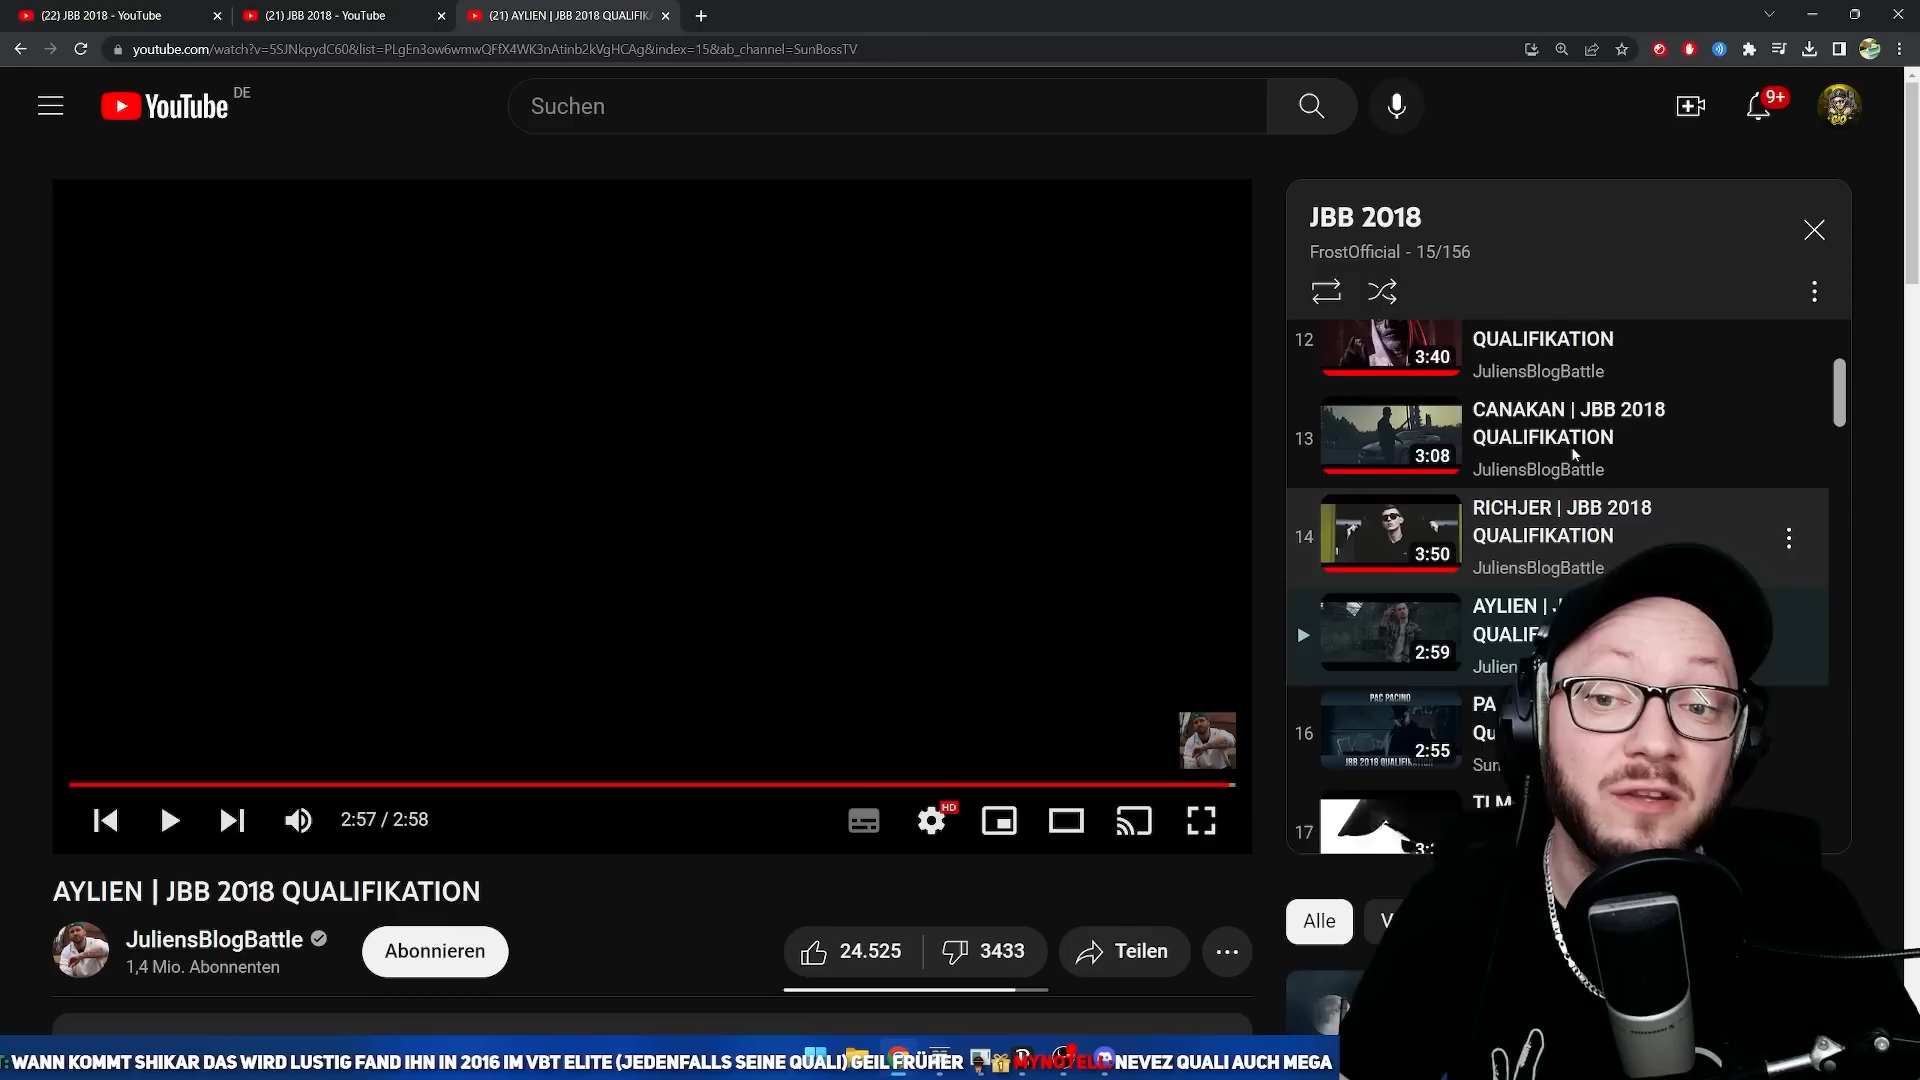 (22) JBB 2018 - YouTube
(21) JBB 2018 - YouTube
(21) AYLIEN | JBB 2018 QUALIFIK
youtube.com/watch?v=5SJNkpydC60&list=PLgEn3ow6wmwQFfX4WK3nAtinb2kVgHCAg&index=15&ab_channel=SunBossTV
YouTube DE
Suchen
9+
JBB 2018
FrostOfficial - 15/156
12
3:40
QUALIFIKATION
JuliensBlogBattle
13
3:08
CANAKAN | JBB 2018
QUALIFIKATION
JuliensBlogBattle
14
3:50
RICHJER | JBB 2018
QUALIFIKATION
JuliensBlogBattle
2:59
AYLIEN |
QUALIF
Julien
16
PAC PACINO
2:55
JBB 2018 QUALIFIK
PA
Qu
Sun
17
HD
2:57 / 2:58
AYLIEN | JBB 2018 QUALIFIKATION
JuliensBlogBattle
1,4 Mio. Abonnenten
Abonnieren
24.525
3433
Teilen
Alle
V
WANN KOMMT SHIKAR DAS WIRD LUSTIG FAND IHN IN 2016 IM VBT ELITE (JEDENFALLS SEINE QUALI) GEIL FRÜHER
NEVEZ QUALI AUCH MEGA